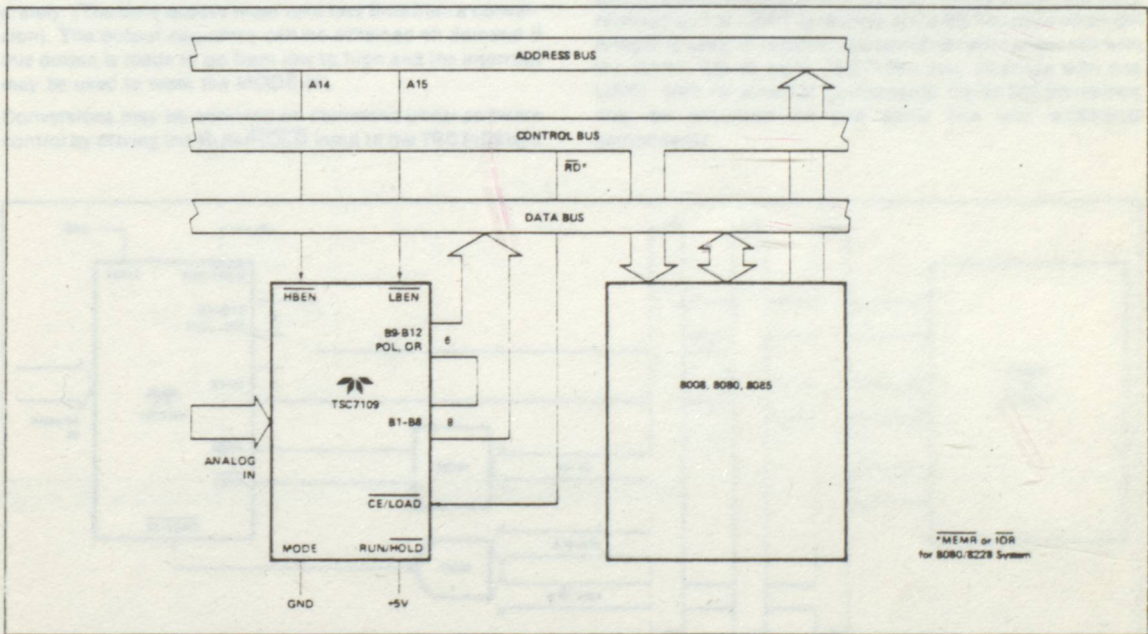 ADDRESS BUS
A14
A15
CONTROL BUS
RD*
DATA BUS
HBEN
LBEN
B9-B12
POL, OR
6
TSC7109
8008, 8080, 8085
B1-B8
8
ANALOG
IN
CE/LOAD
MODE
RUN/HOLD
*MEMR or IOR
for 8080/8228 System
GND
+5V